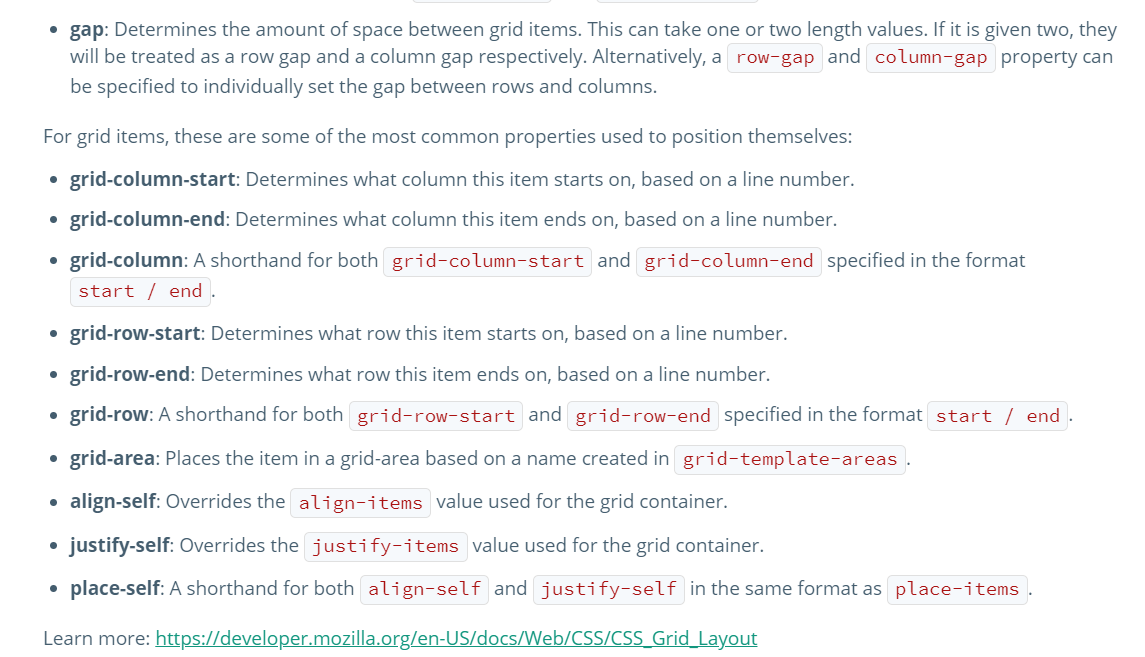 • gap: Determines the amount of space between grid items. This can take one or two length values. If it is given two, they
will be treated as a row gap and a column gap respectively. Alternatively, a row-gap and column-gap property can
be specified to individually set the gap between rows and columns.
For grid items, these are some of the most common properties used to position themselves:
• grid-column-start: Determines what column this item starts on, based on a line number.
• grid-column-end: Determines what column this item ends on, based on a line number.
• grid-column: A shorthand for both grid-column-start and grid-column-end specified in the format
start / end.
• grid-row-start: Determines what row this item starts on, based on a line number.
• grid-row-end: Determines what row this item ends on, based on a line number.
• grid-row: A shorthand for both grid-row-start and grid-row-end specified in the format start / end.
• grid-area: Places the item in a grid-area based on a name created in grid-template-areas.
• align-self: Overrides the align-items value used for the grid container.
• justify-self: Overrides the justify-items value used for the grid container.
• place-self: A shorthand for both align-self and justify-self in the same format as place-items.
Learn more: https://developer.mozilla.org/en-US/docs/Web/CSS/CSS_Grid_Layout